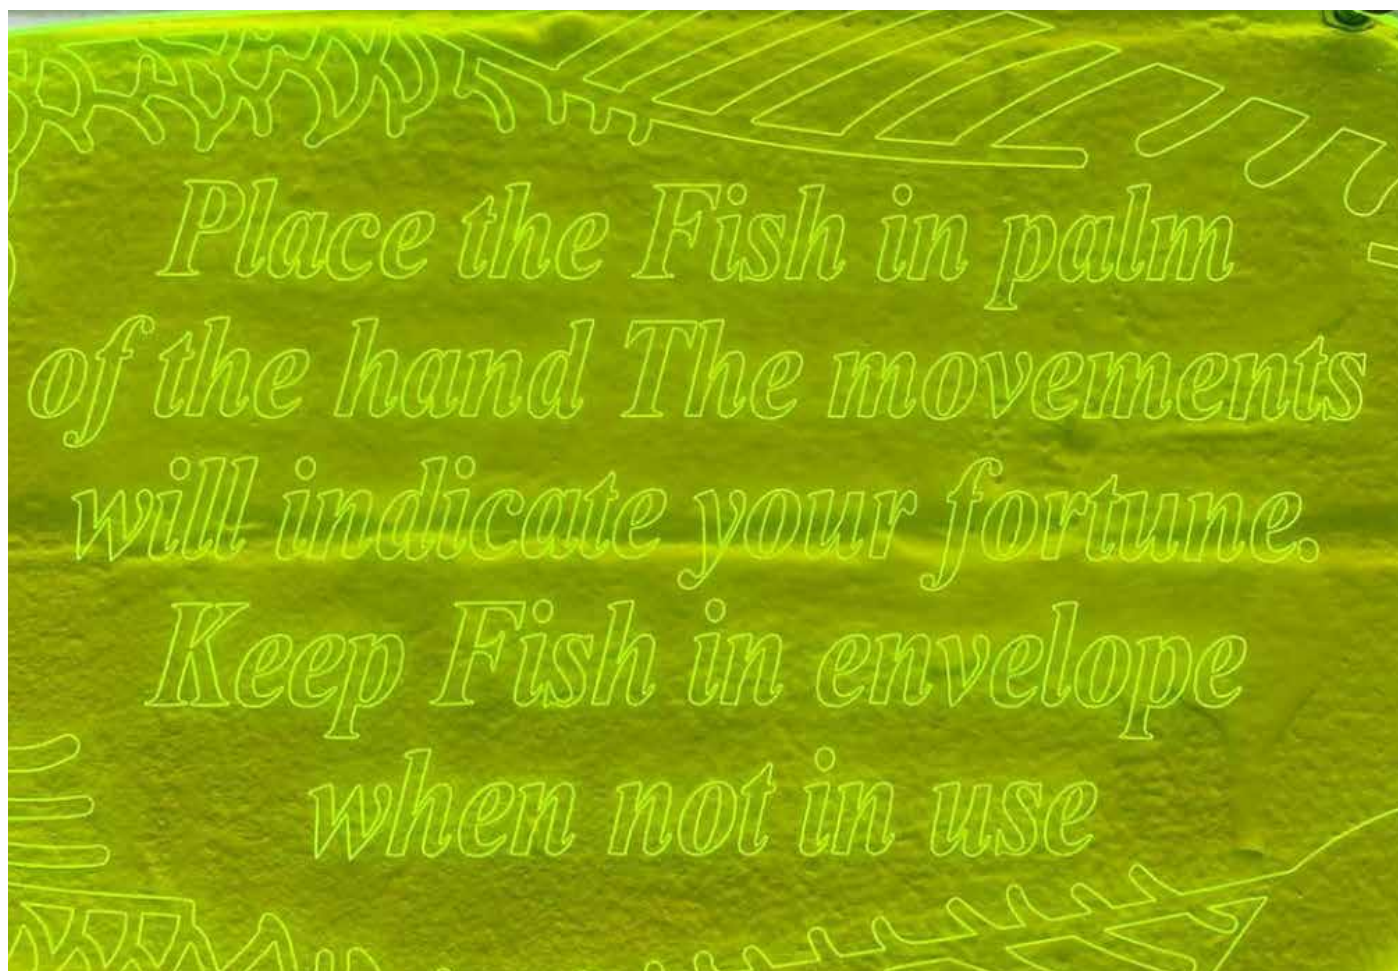 Place the Fish in palm
of the hand The movements
will indicate your fortune.
Keep Fish in envelope
when not in use